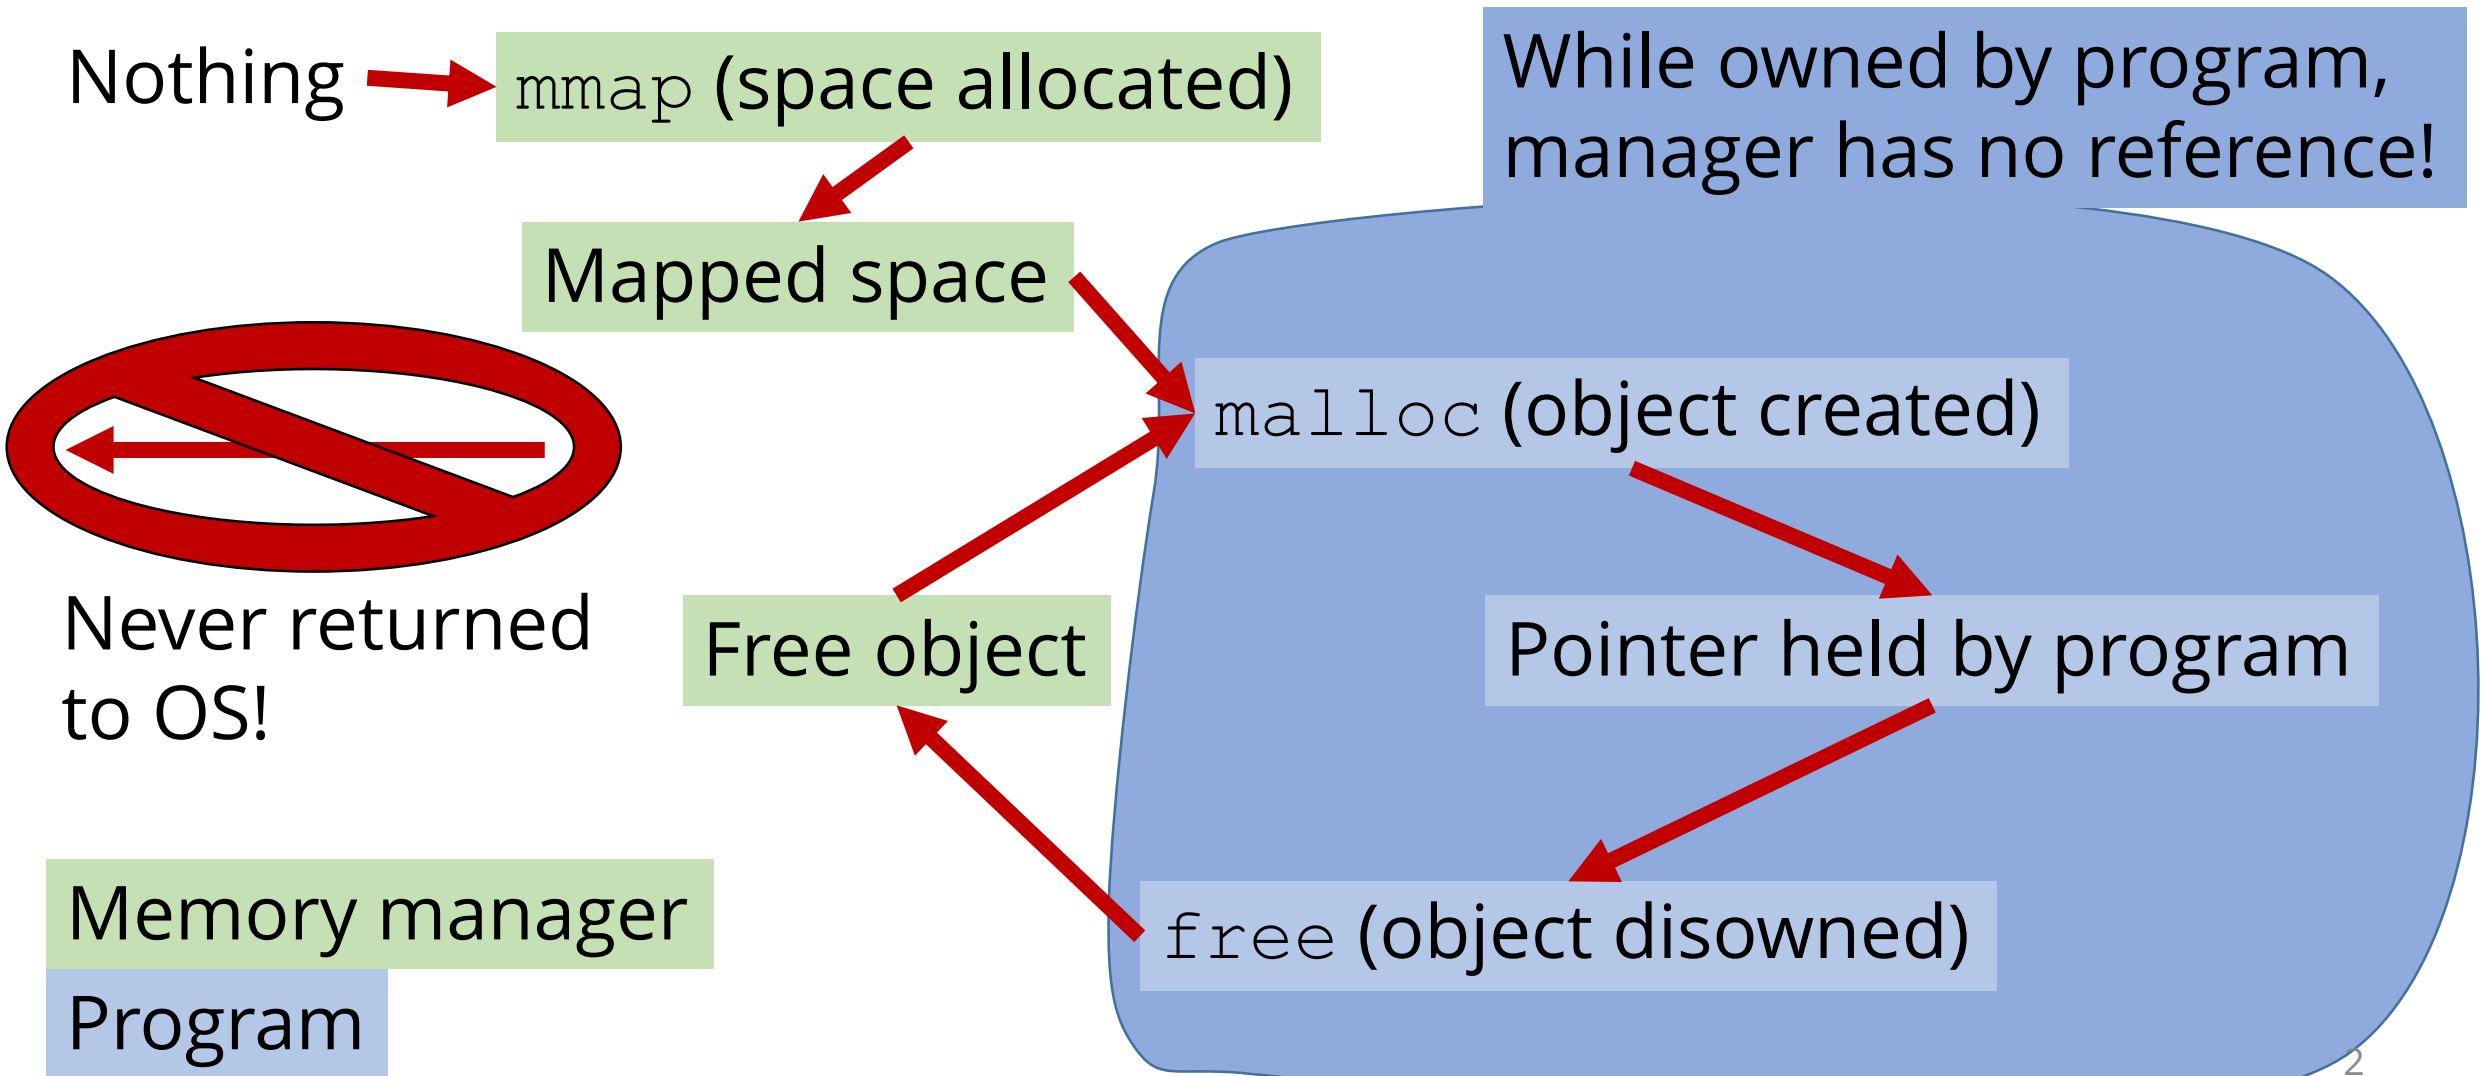 Nothing
mmap (space allocated)
While owned by program,
manager has no reference!
Mapped space
malloc (object created)
Never returned
to OS!
Free object
Pointer held by program
free (object disowned)
Memory manager
Program
2